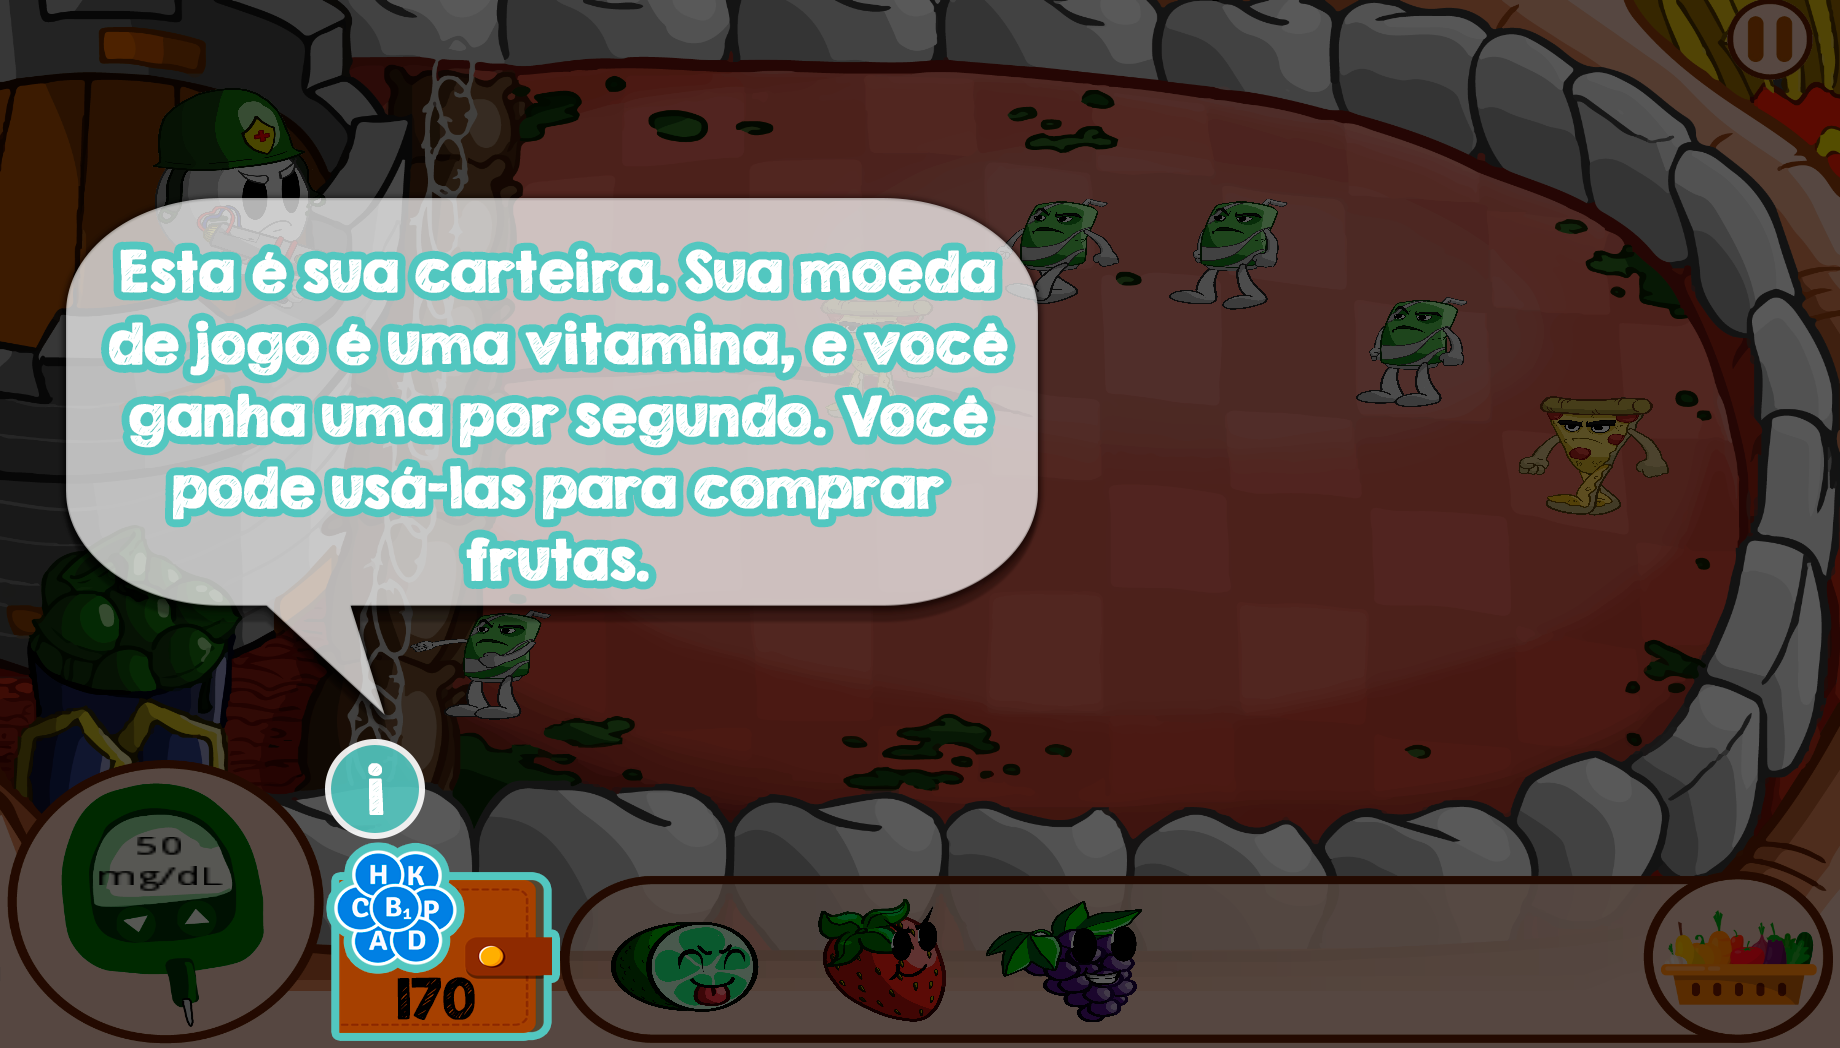 Esta é sua carteira. Sua moeda
de jogo é uma vitamina, e você
ganha uma por segundo. Você
pode usá-las para comprar
frutas.
i
50
mg/dL
H K
C B₁ P
A D
170